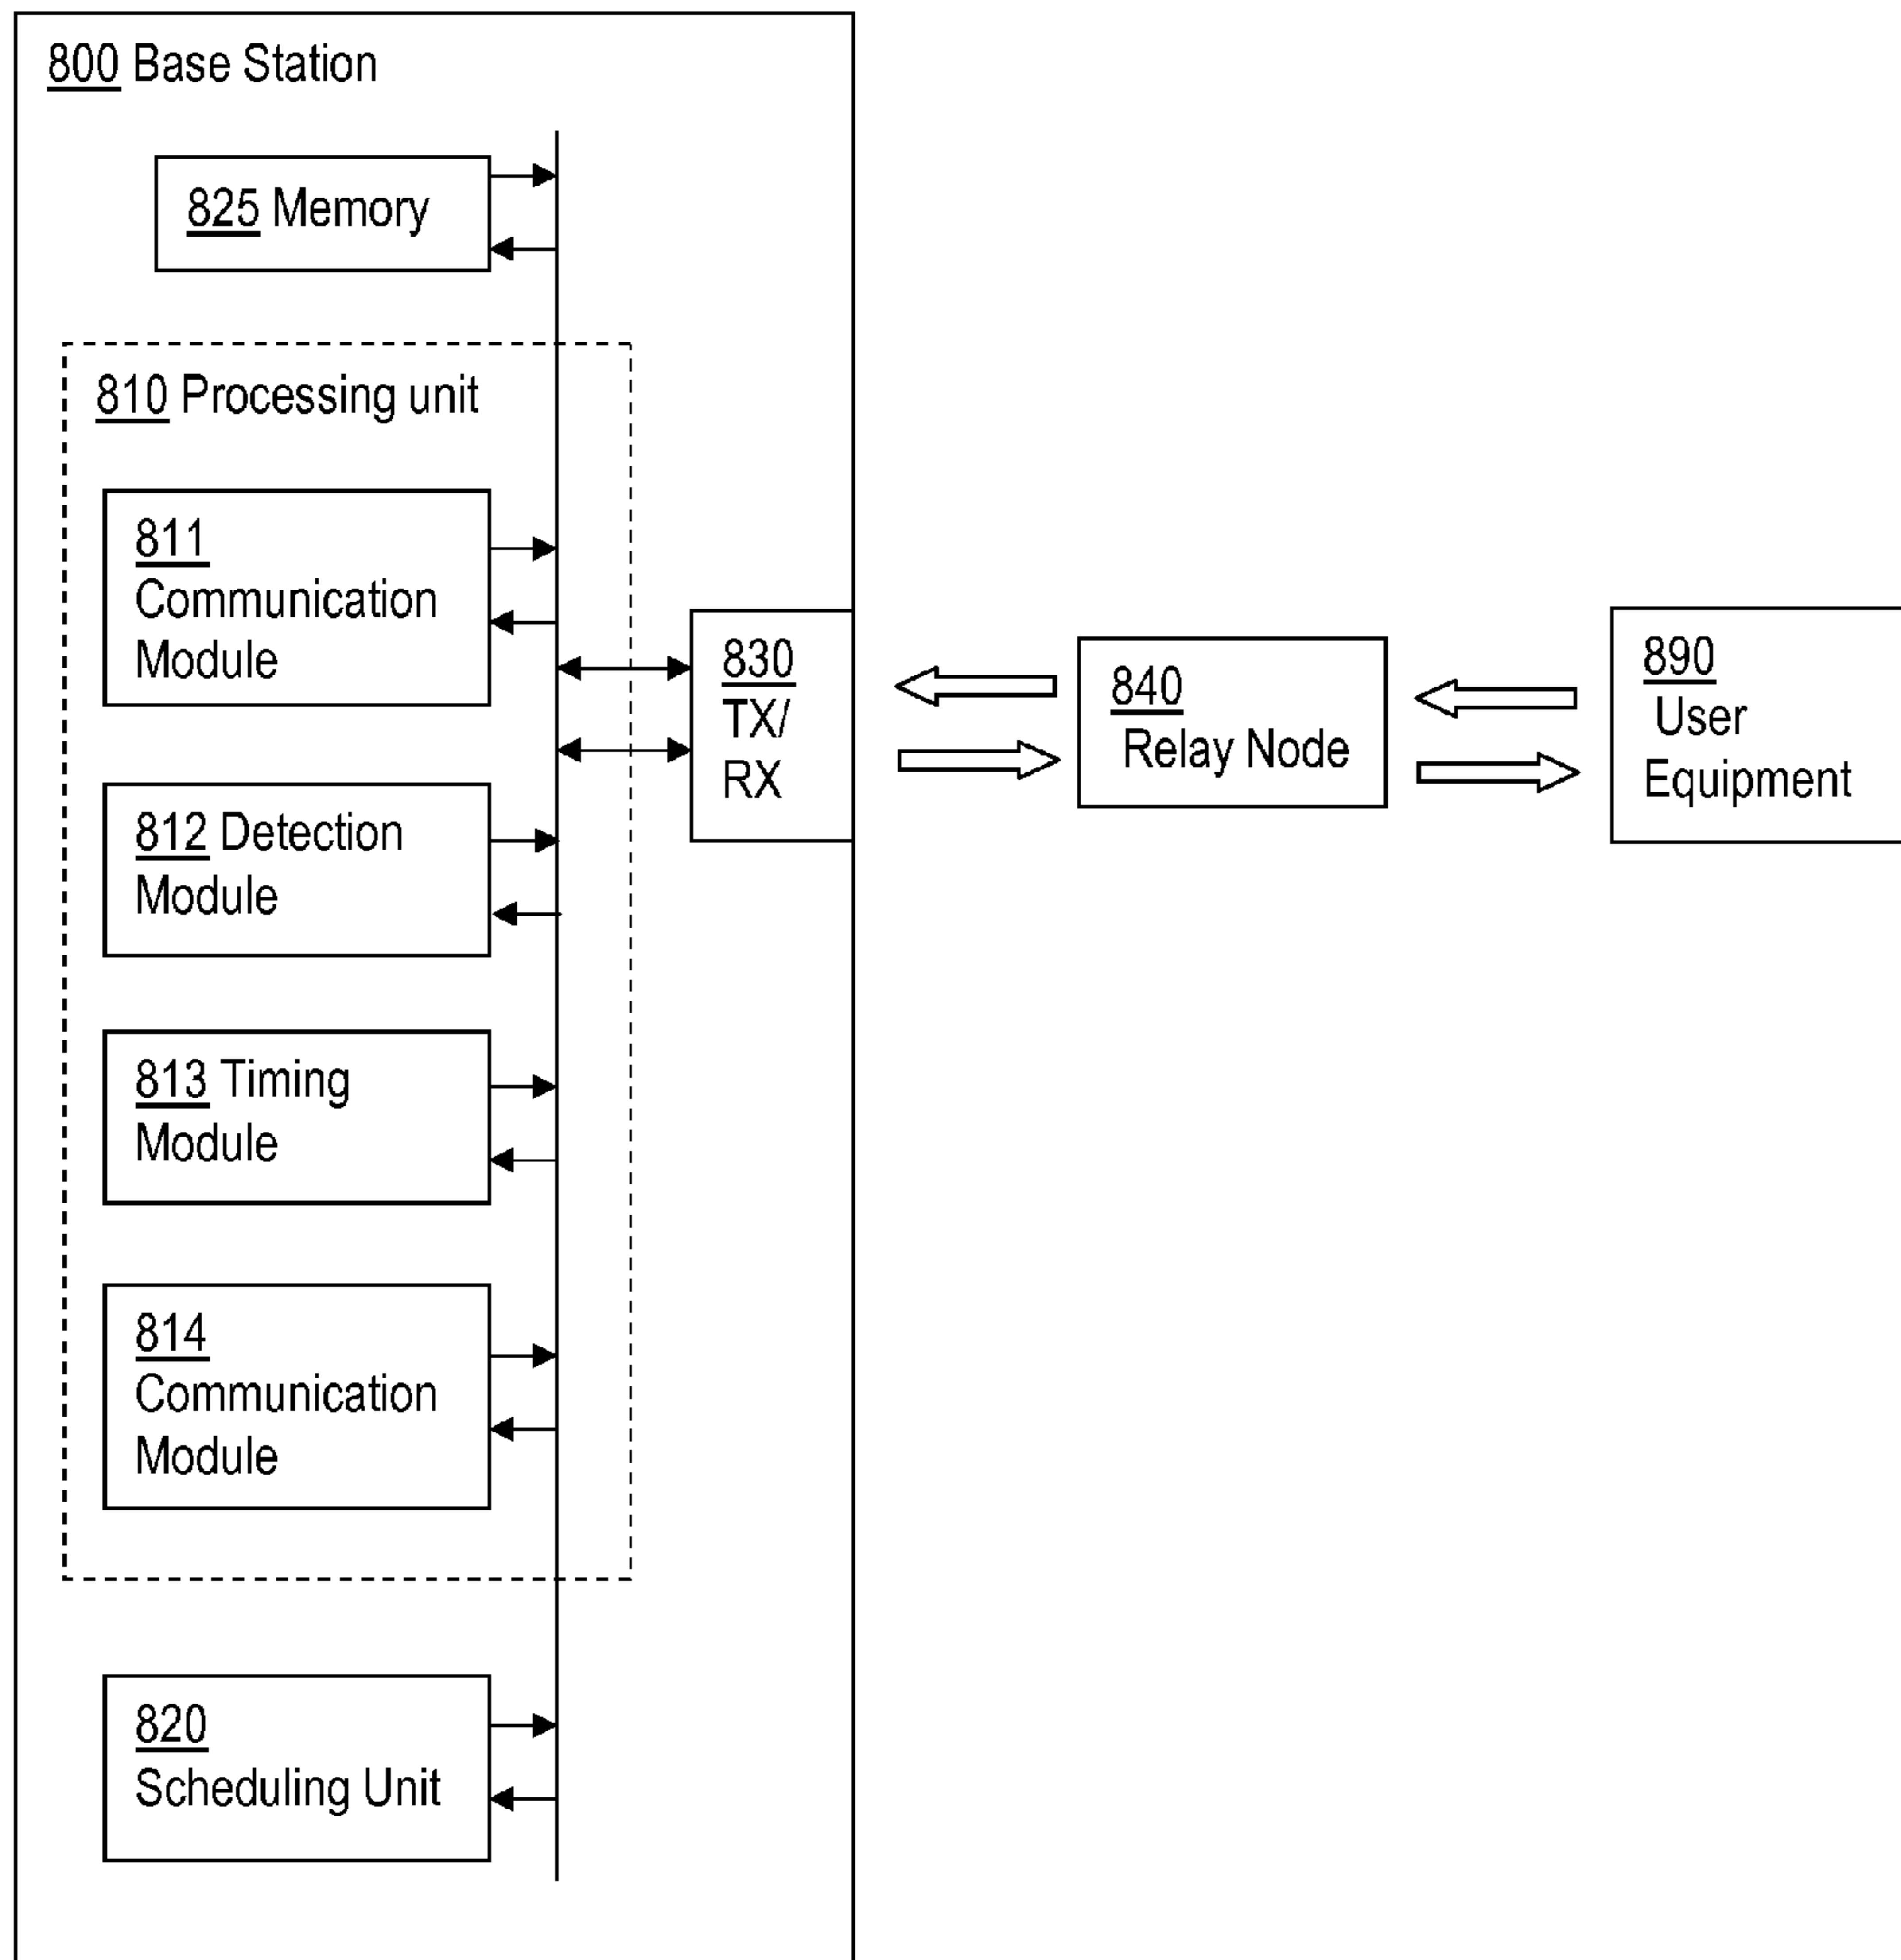 800 Base Station
825 Memory
810 Processing unit
811
Communication
Module
830
TX/
RX
840
Relay Node
890
User
Equipment
812 Detection
Module
813 Timing
Module
814
Communication
Module
820
Scheduling Unit